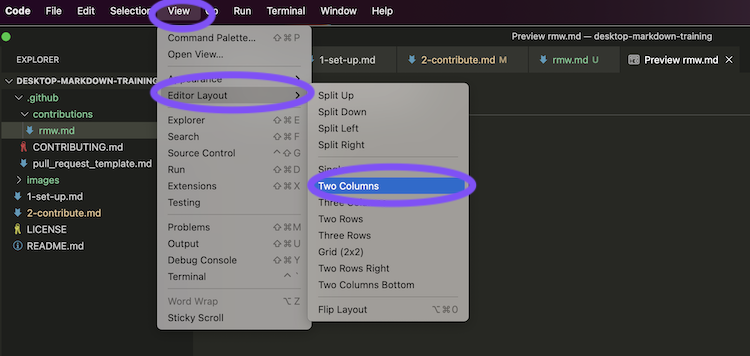 Code File Edit Selection View Go Run Terminal Window Help
Preview rmw.md — desktop-markdown-training
EXPLORER
1-set-up.md
2-contribute.md M
rmw.md U
Preview rmw.md ×
DESKTOP-MARKDOWN-TRAINING
.github
contributions
rmw.md
CONTRIBUTING.md
pull_request_template.md
images
1-set-up.md
2-contribute.md
LICENSE
README.md
Command Palette... ⇧⌘P
Open View...
Appearance
Editor Layout
Explorer ⇧⌘E
Search ⇧⌘F
Source Control ⌃⇧G
Run ⇧⌘D
Extensions ⇧⌘X
Testing
Problems ⇧⌘M
Output ⇧⌘U
Debug Console ⇧⌘Y
Terminal ⌃`
Word Wrap ⌥Z
Sticky Scroll
Split Up
Split Down
Split Left
Split Right
Single
Two Columns
Three Columns
Two Rows
Three Rows
Grid (2x2)
Two Rows Right
Two Columns Bottom
Flip Layout ⌥⌘0